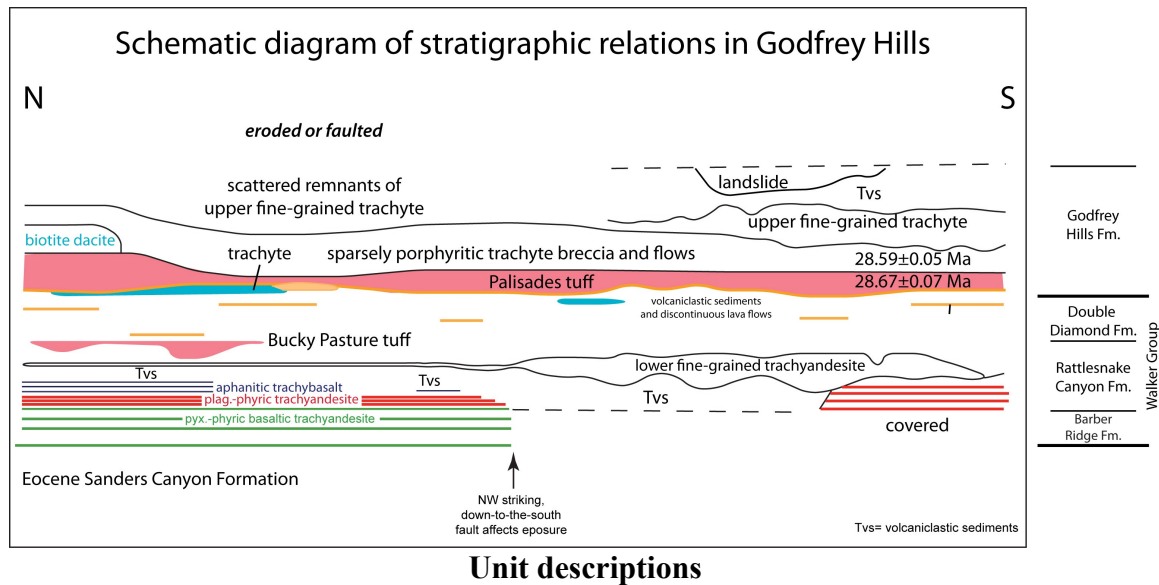 Schematic diagram of stratigraphic relations in Godfrey Hills
N
S
eroded or faulted
landslide
Tvs
scattered remnants of
upper fine-grained trachyte
upper fine-grained trachyte
Godfrey
Hills Fm.
biotite dacite
trachyte
sparsely porphyritic trachyte breccia and flows
28.59±0.05 Ma
Palisades tuff
28.67±0.07 Ma
volcaniclastic sediments
and discontinuous lava flows
Double
Diamond Fm.
Bucky Pasture tuff
lower fine-grained trachyandesite
Rattlesnake
Canyon Fm.
Walker Group
Tvs
aphanitic trachybasalt
Tvs
plag.-phyric trachyandesite
Tvs
pyx.-phyric basaltic trachyandesite
covered
Barber
Ridge Fm.
Eocene Sanders Canyon Formation
NW striking,
down-to-the-south
fault affects eposure
Tvs= volcaniclastic sediments
Unit descriptions